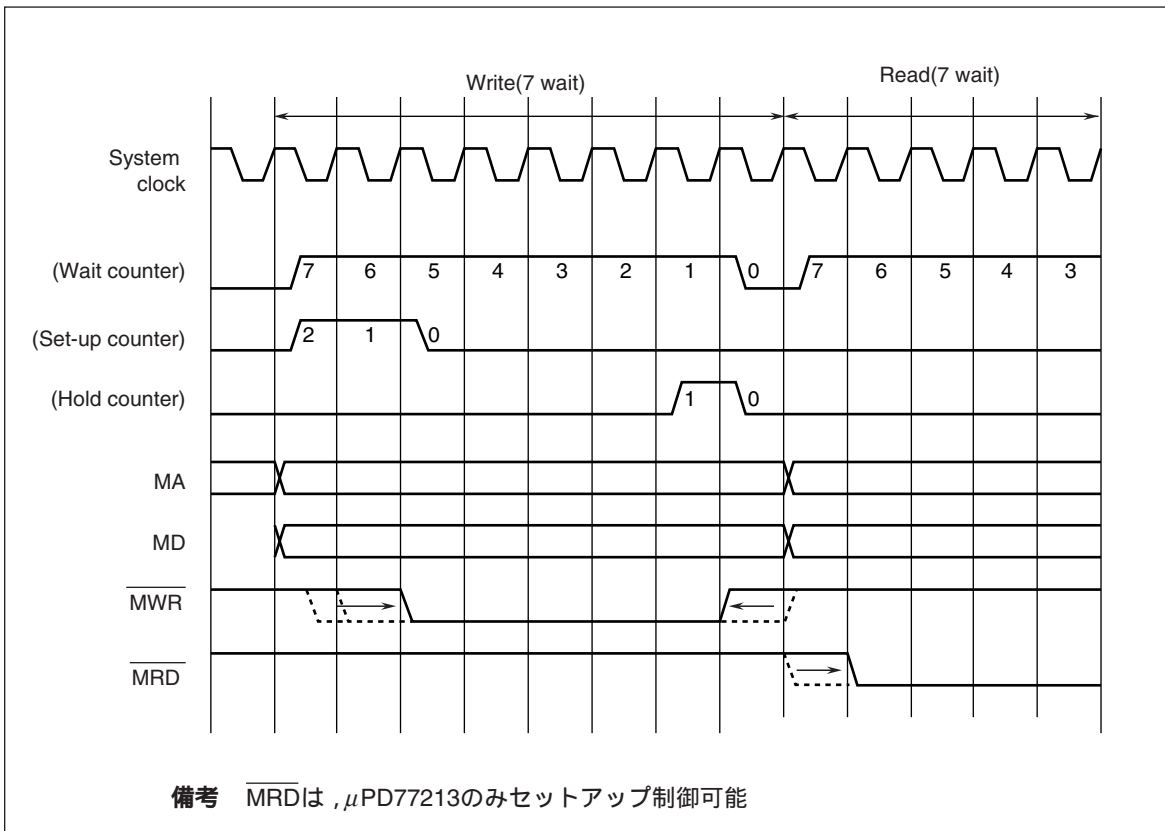 Write(7 wait)
Read(7 wait)
System
clock
(Wait counter)
7 6 5 4 3 2 1 0 7 6 5 4 3
(Set-up counter)
2 1 0
(Hold counter)
1 0
MA
MD
MWR
MRD
備考 MRDは,μPD77213のみセットアップ制御可能